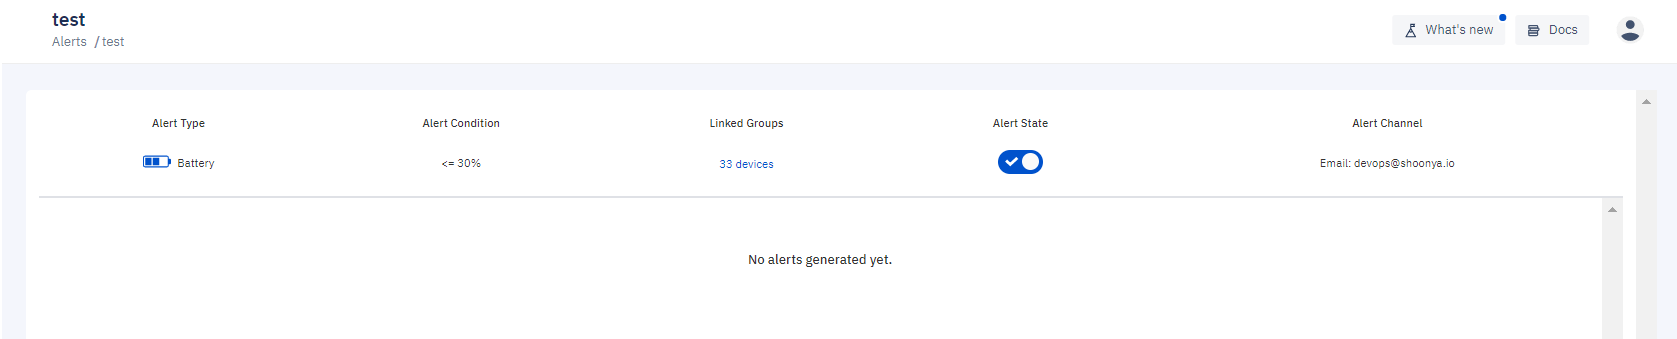 test
Alerts / test
What's new
Docs
Alert Type
Alert Condition
Linked Groups
Alert State
Alert Channel
Battery
<= 30%
33 devices
Email: devops@shoonya.io
No alerts generated yet.